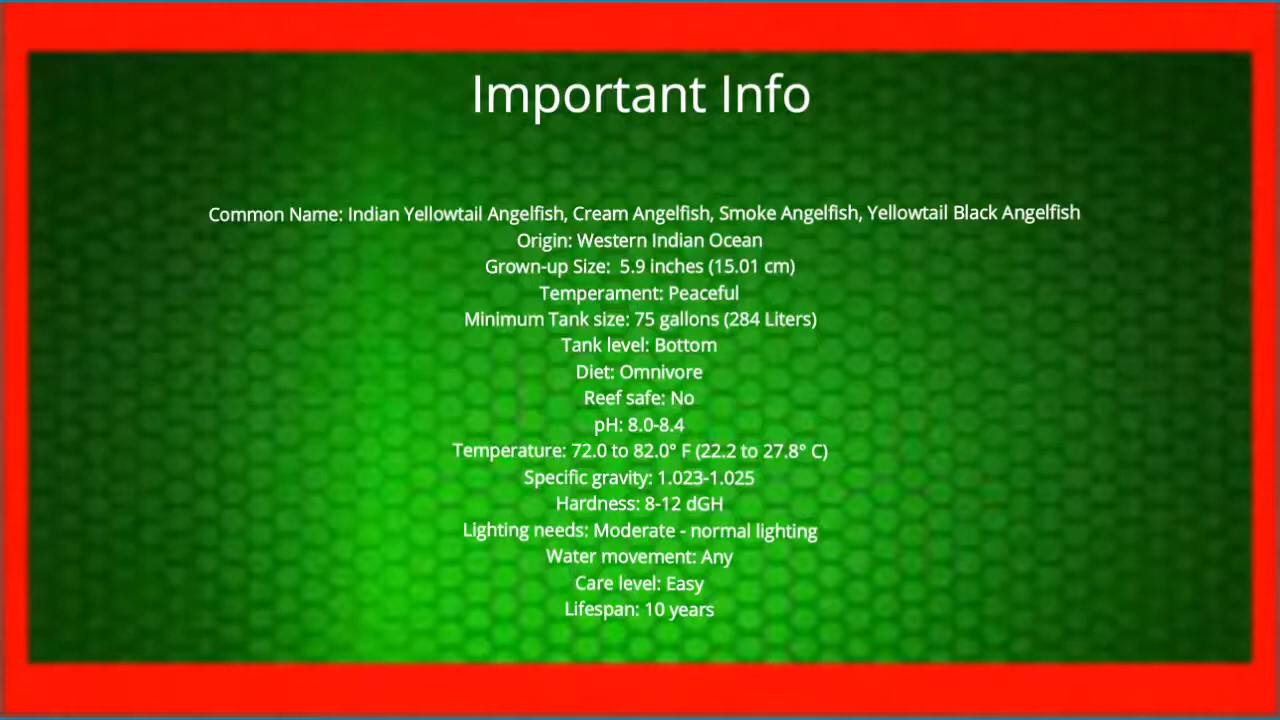 Important Info
Common Name: Indian Yellowtail Angelfish, Cream Angelfish, Smoke Angelfish, Yellowtail Black Angelfish
Origin: Western Indian Ocean
Grown-up Size:  5.9 inches (15.01 cm)
Temperament: Peaceful
Minimum Tank size: 75 gallons (284 Liters)
Tank level: Bottom
Diet: Omnivore
Reef safe: No
pH: 8.0-8.4
Temperature: 72.0 to 82.0° F (22.2 to 27.8° C)
Specific gravity: 1.023-1.025
Hardness: 8-12 dGH
Lighting needs: Moderate - normal lighting
Water movement: Any
Care level: Easy
Lifespan: 10 years